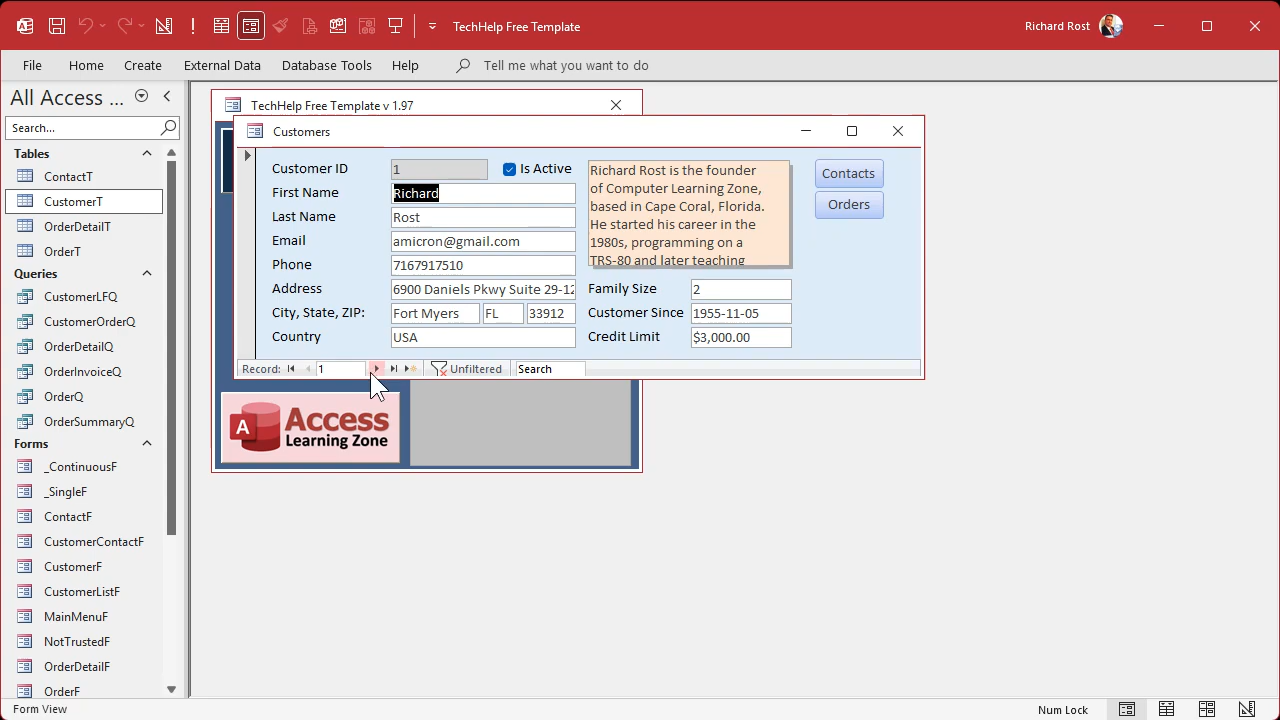 TechHelp Free Template
Richard Rost
File Home Create External Data Database Tools Help Tell me what you want to do
All Access ...
Search...
Tables
ContactT
CustomerT
OrderDetailT
OrderT
Queries
CustomerLFQ
CustomerOrderQ
OrderDetailQ
OrderInvoiceQ
OrderQ
OrderSummaryQ
Forms
_ContinuousF
_SingleF
ContactF
CustomerContactF
CustomerF
CustomerListF
MainMenuF
NotTrustedF
OrderDetailF
OrderF
TechHelp Free Template v 1.97
Customers
Customer ID 1 Is Active
First Name Richard
Last Name Rost
Email amicron@gmail.com
Phone 7167917510
Address 6900 Daniels Pkwy Suite 29-12
City, State, ZIP: Fort Myers FL 33912
Country USA
Richard Rost is the founder
of Computer Learning Zone,
based in Cape Coral, Florida.
He started his career in the
1980s, programming on a
TRS-80 and later teaching
Family Size 2
Customer Since 1955-11-05
Credit Limit $3,000.00
Contacts
Orders
Record: 1 Unfiltered Search
A Access
Learning Zone
Form View
Num Lock